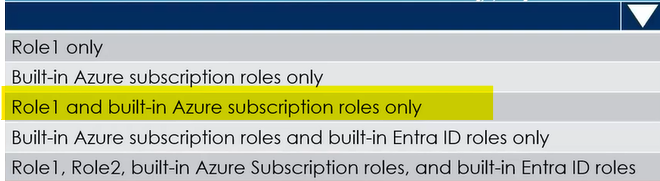 Role1 only
Built-in Azure subscription roles only
Role1 and built-in Azure subscription roles only
Built-in Azure subscription roles and built-in Entra ID roles only
Role1, Role2, built-in Azure Subscription roles, and built-in Entra ID roles